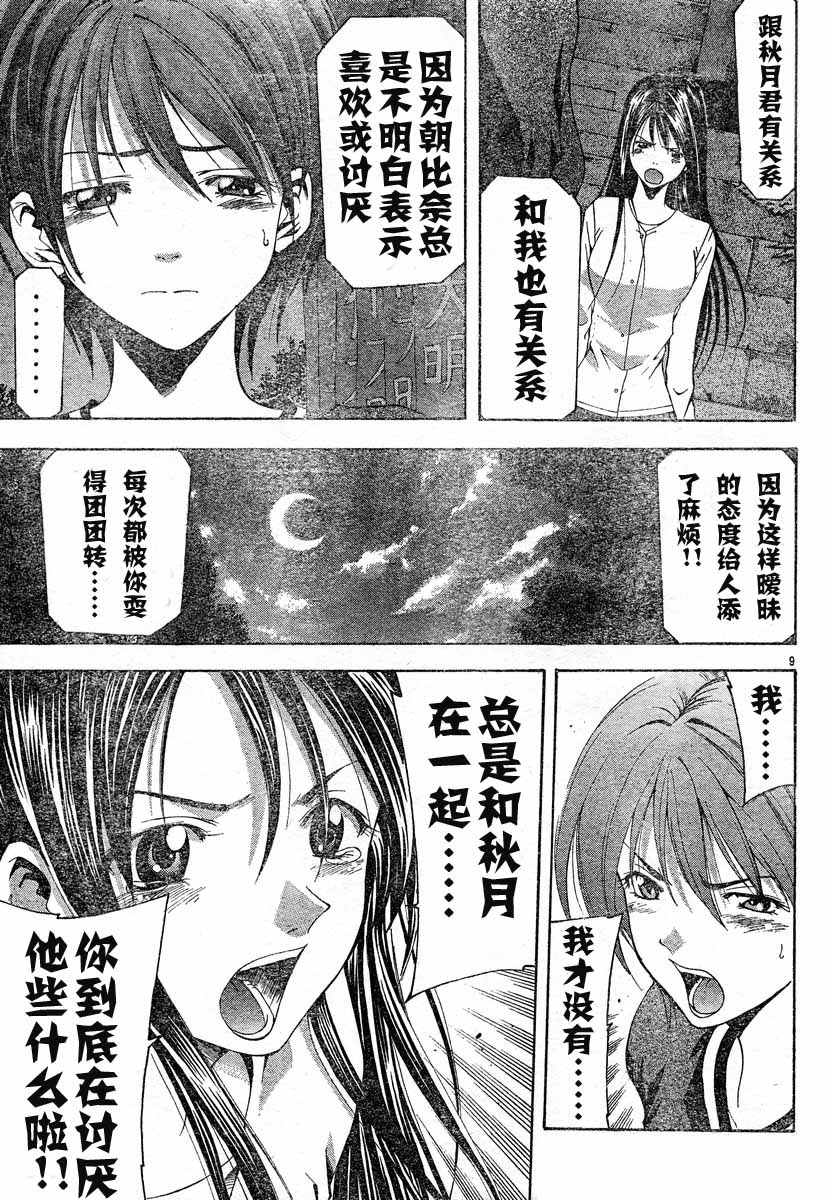 跟秋月君有关系
和我也有关系
因为朝比奈总
是不明白表示
喜欢或讨厌
……
因为这样暧昧
的态度给人添
了麻烦!!
每次都被你耍
得团团转……
9
我…
我才没有…
总是和秋月
在一起……
你到底在讨厌
他些什么啦!!